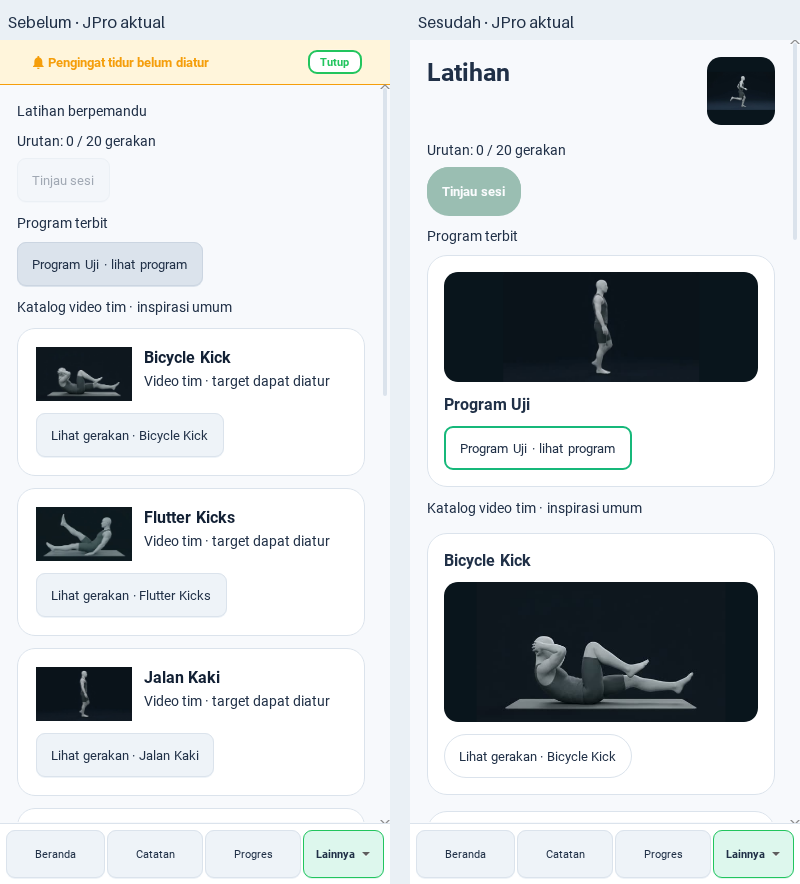 Sebelum · JPro aktual
Pengingat tidur belum diatur
Tutup
Latihan berpemandu
Urutan: 0 / 20 gerakan
Tinjau sesi
Program terbit
Program Uji · lihat program
Katalog video tim · inspirasi umum
Bicycle Kick
Video tim · target dapat diatur
Lihat gerakan · Bicycle Kick
Flutter Kicks
Video tim · target dapat diatur
Lihat gerakan · Flutter Kicks
Jalan Kaki
Video tim · target dapat diatur
Lihat gerakan · Jalan Kaki
Beranda
Catatan
Progres
Lainnya
Sesudah · JPro aktual
Latihan
Urutan: 0 / 20 gerakan
Tinjau sesi
Program terbit
Program Uji
Program Uji · lihat program
Katalog video tim · inspirasi umum
Bicycle Kick
Lihat gerakan · Bicycle Kick
Beranda
Catatan
Progres
Lainnya